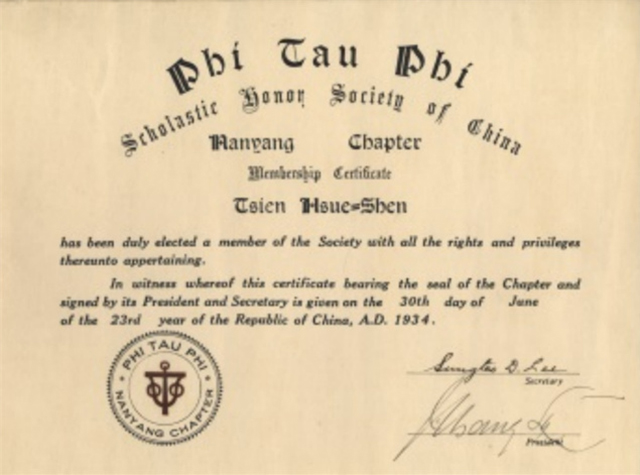 Phi Tau Phi
Scholastic Honor Society of China
Nanyang Chapter
Membership Certificate
Tsien Hsue=Shen
has been duly elected a member of the Society with all the rights and privileges
thereunto appertaining.
In witness whereof this certificate bearing the seal of the Chapter and
signed by its President and Secretary is given on the 30th day of June
of the 23rd year of the Republic of China, A.D. 1934.
PHI TAU PHI
NANYANG CHAPTER
D. Lee
Secretary
President